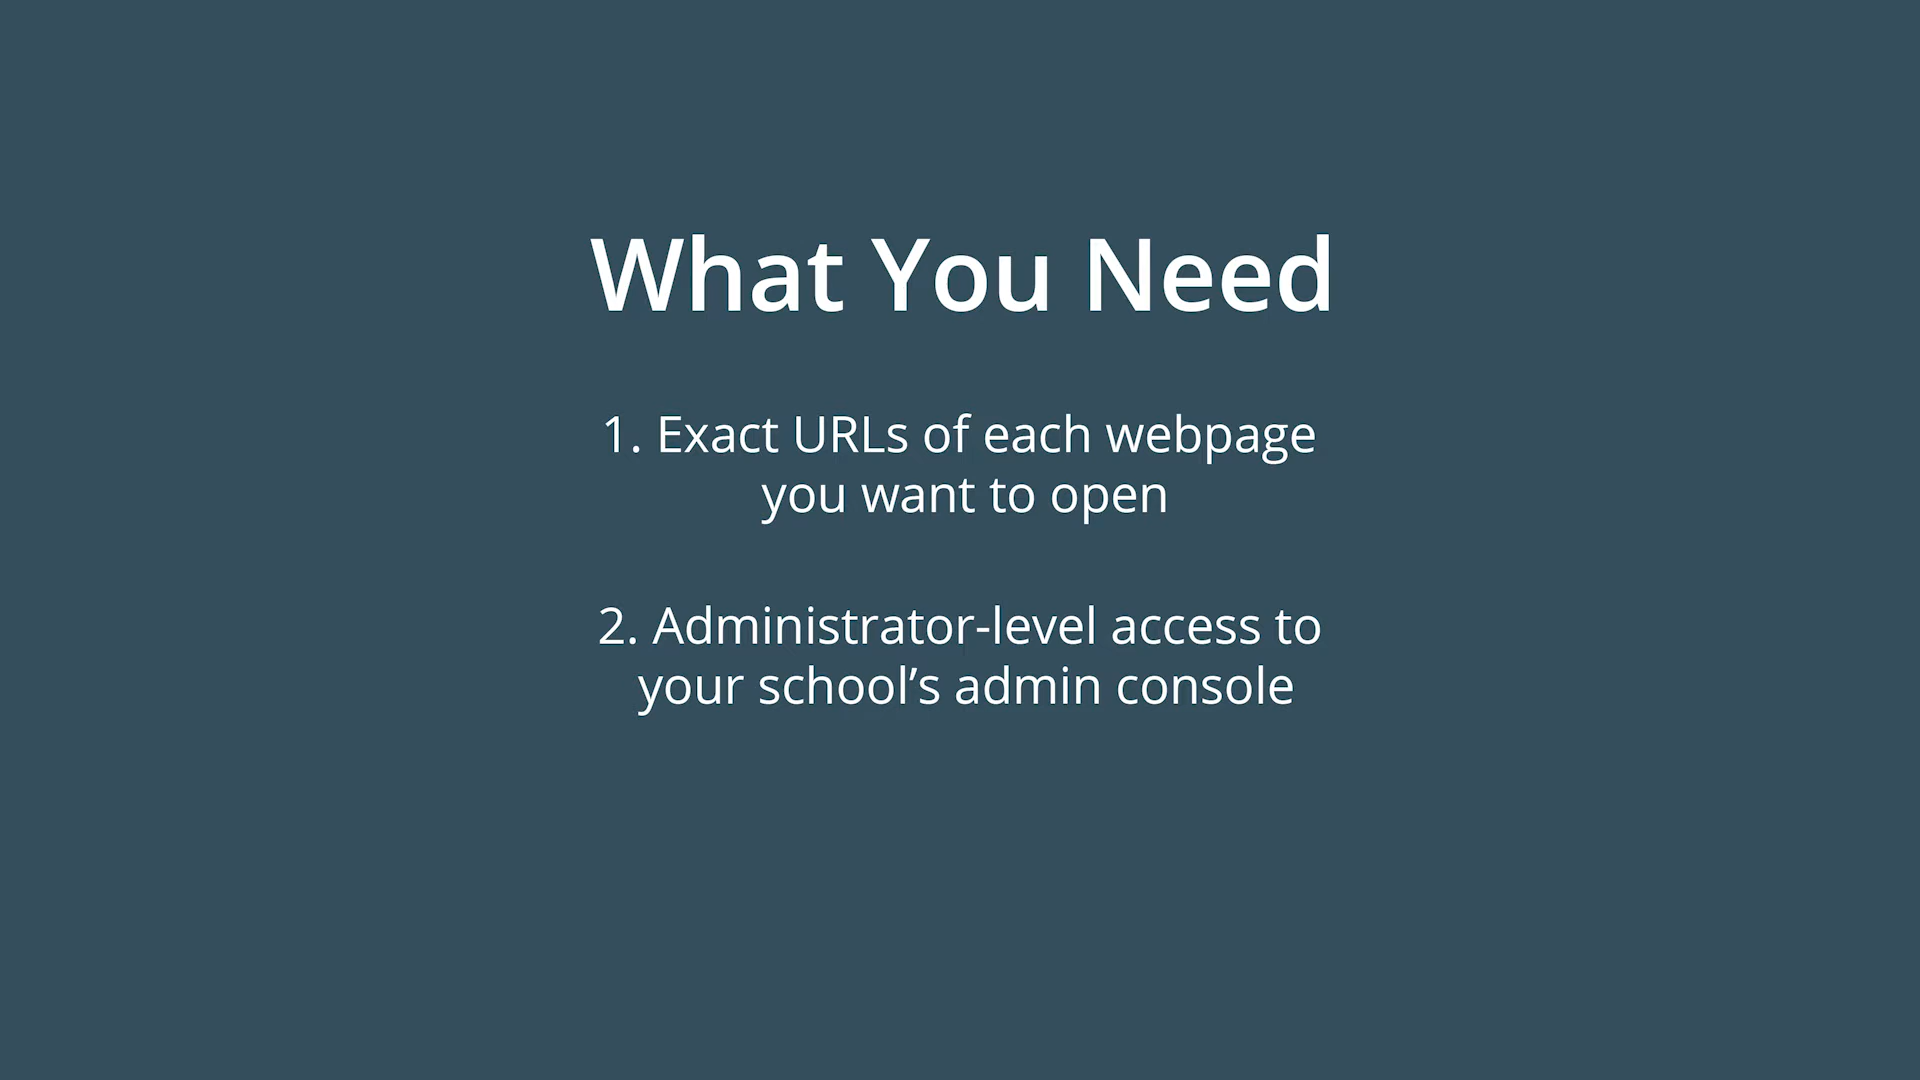 What You Need
1. Exact URLs of each webpage
you want to open
2. Administrator-level access to
your school’s admin console